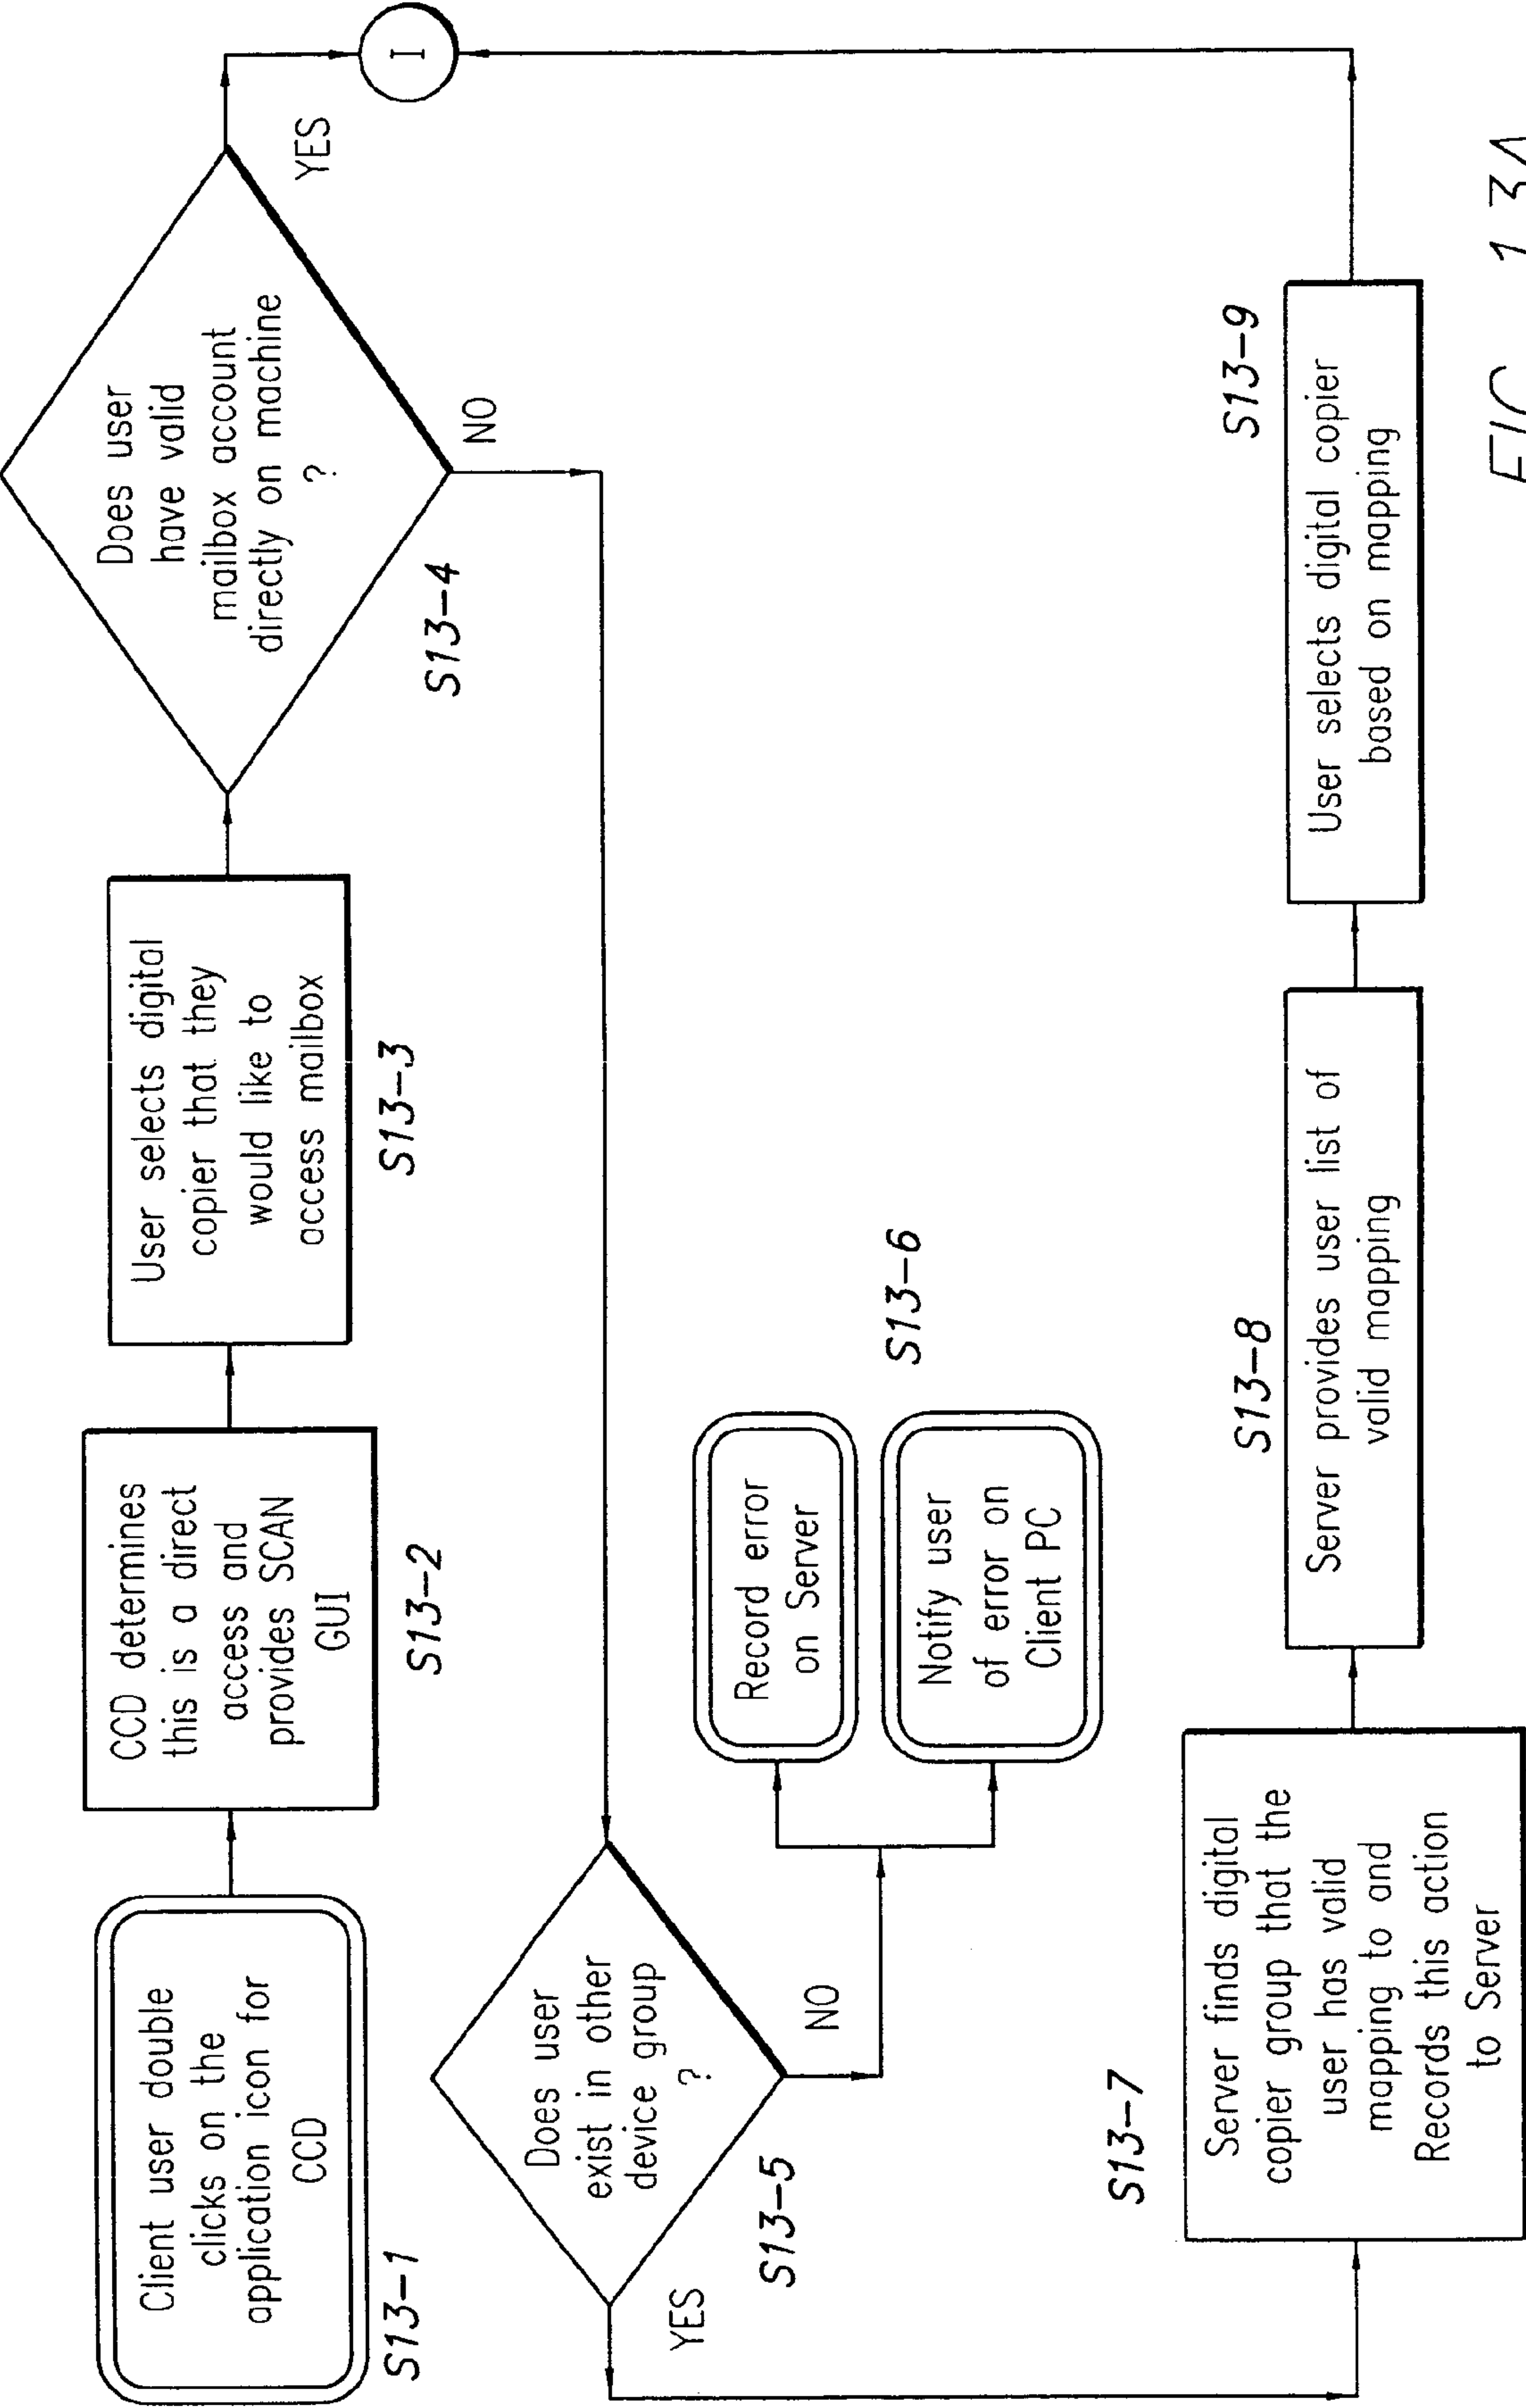 Client user double
clicks on the
application icon for
CCD
S13-1
CCD determines
this is a direct
access and
provides SCAN
GUI
S13-2
User selects digital
copier that they
would like to
access mailbox
S13-3
Does user
have valid
mailbox account
directly on machine
?
S13-4
YES
NO
I
Does user
exist in other
device group
?
S13-5
YES
NO
Record error
on Server
Notify user
of error on
Client PC
S13-6
S13-7
Server finds digital
copier group that the
user has valid
mapping to and
Records this action
to Server
S13-8
Server provides user list of
valid mapping
S13-9
User selects digital copier
based on mapping
FIG. 13A